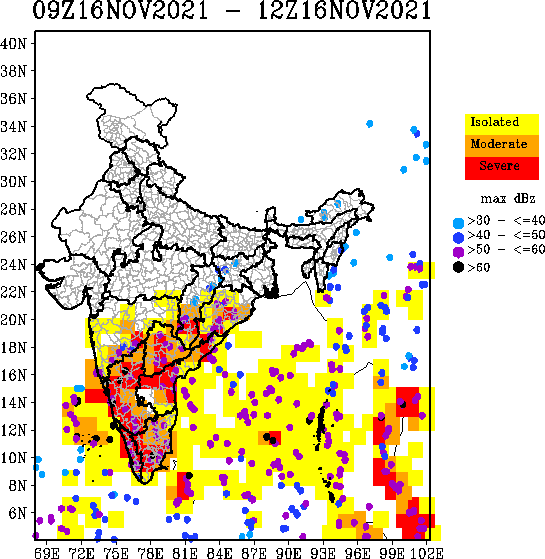 09Z16NOV2021 – 12Z16NOV2021
40N
38N
36N
34N
32N
30N
28N
26N
24N
22N
20N
18N
16N
14N
12N
10N
8N
6N
69E 72E 75E 78E 81E 84E 87E 90E 93E 96E 99E 102E
Isolated
Moderate
Severe
max dBz
>30 - <=40
>40 - <=50
>50 - <=60
>60